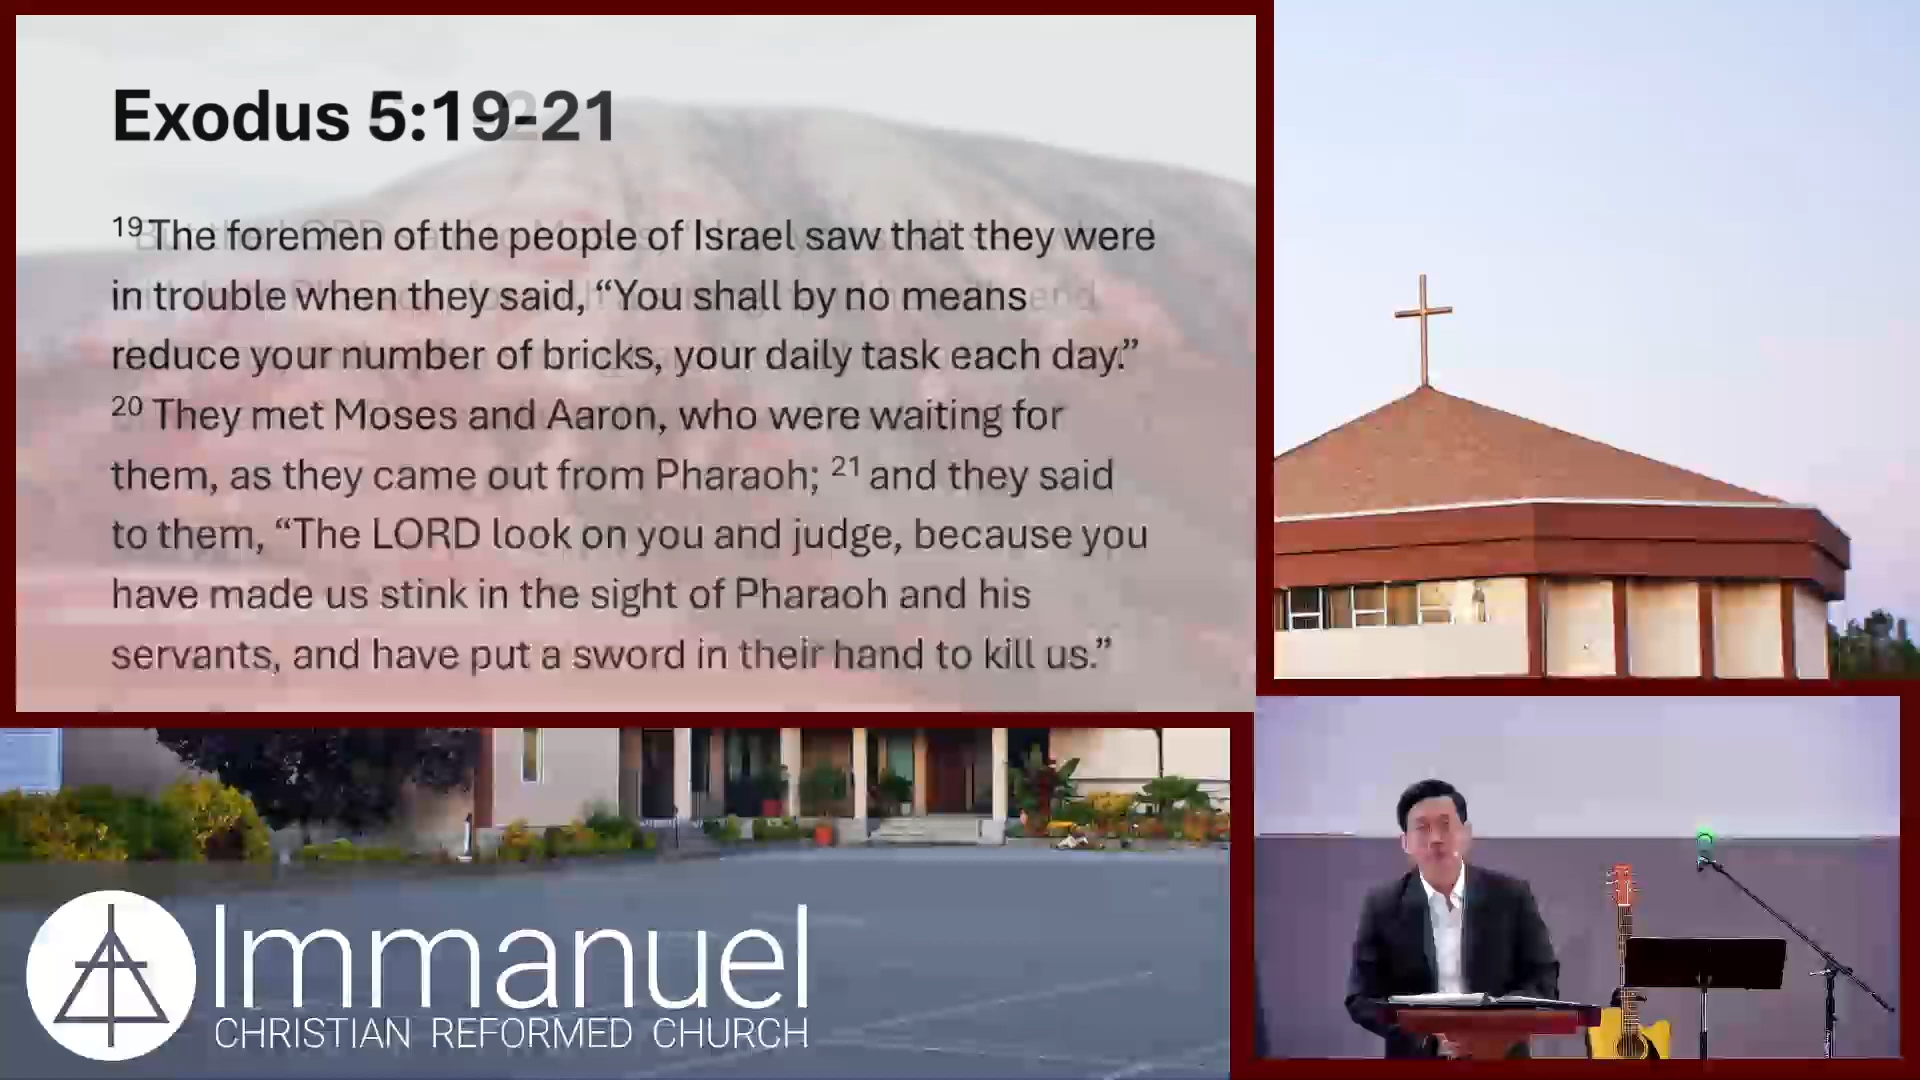 Exodus 5:19-21
19 The foremen of the people of Israel saw that they were
in trouble when they said, “You shall by no means
reduce your number of bricks, your daily task each day.”
20 They met Moses and Aaron, who were waiting for
them, as they came out from Pharaoh; 21 and they said
to them, “The LORD look on you and judge, because you
have made us stink in the sight of Pharaoh and his
servants, and have put a sword in their hand to kill us.”
Immanuel
CHRISTIAN REFORMED CHURCH